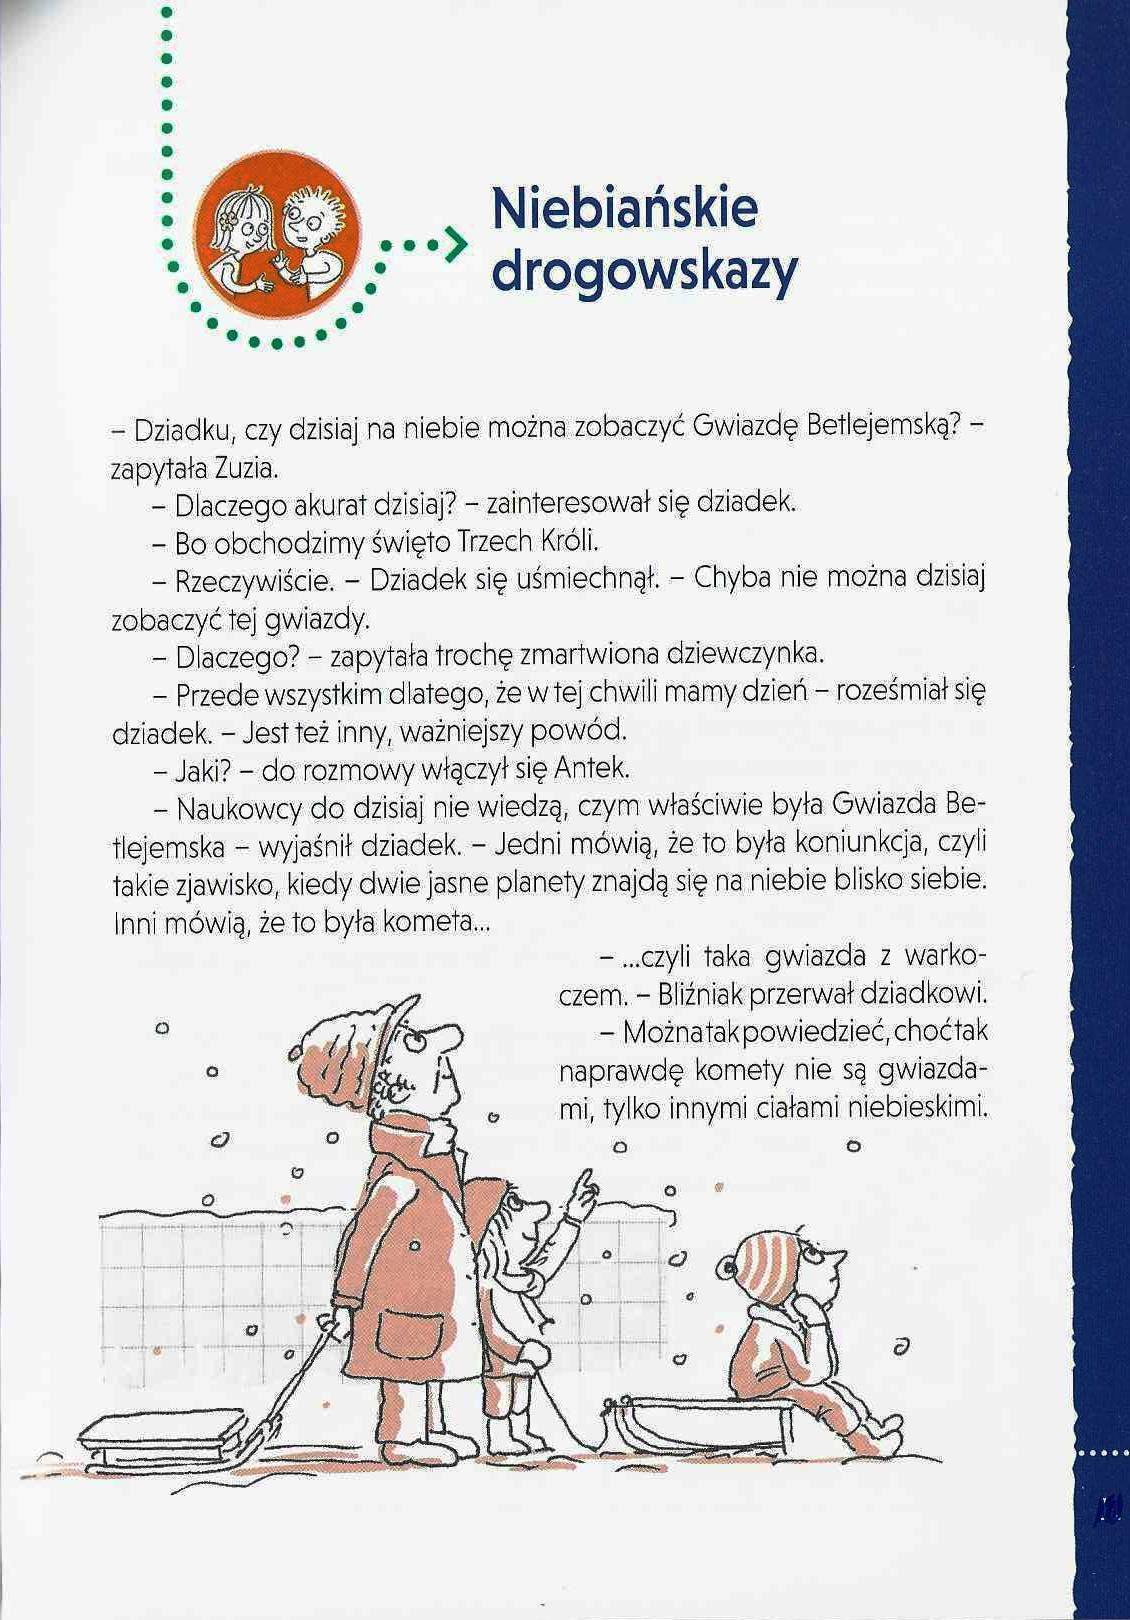 Niebiańskie
drogowskazy
– Dziadku, czy dzisiaj na niebie można zobaczyć Gwiazdę Betlejemską? –
zapytała Zuzia.
– Dlaczego akurat dzisiaj? – zainteresował się dziadek.
– Bo obchodzimy święto Trzech Króli.
– Rzeczywiście. – Dziadek się uśmiechnął. – Chyba nie można dzisiaj
zobaczyć tej gwiazdy.
– Dlaczego? – zapytała trochę zmartwiona dziewczynka.
– Przede wszystkim dlatego, że w tej chwili mamy dzień – roześmiał się
dziadek. – Jest też inny, ważniejszy powód.
– Jaki? – do rozmowy włączył się Antek.
– Naukowcy do dzisiaj nie wiedzą, czym właściwie była Gwiazda Be-
tlejemska – wyjaśnił dziadek. – Jedni mówią, że to była koniunkcja, czyli
takie zjawisko, kiedy dwie jasne planety znajdą się na niebie blisko siebie.
Inni mówią, że to była kometa...
– ...czyli taka gwiazda z warko-
czem. – Bliźniak przerwał dziadkowi.
– Można tak powiedzieć, choć tak
naprawdę komety nie są gwiazda-
mi, tylko innymi ciałami niebieskimi.